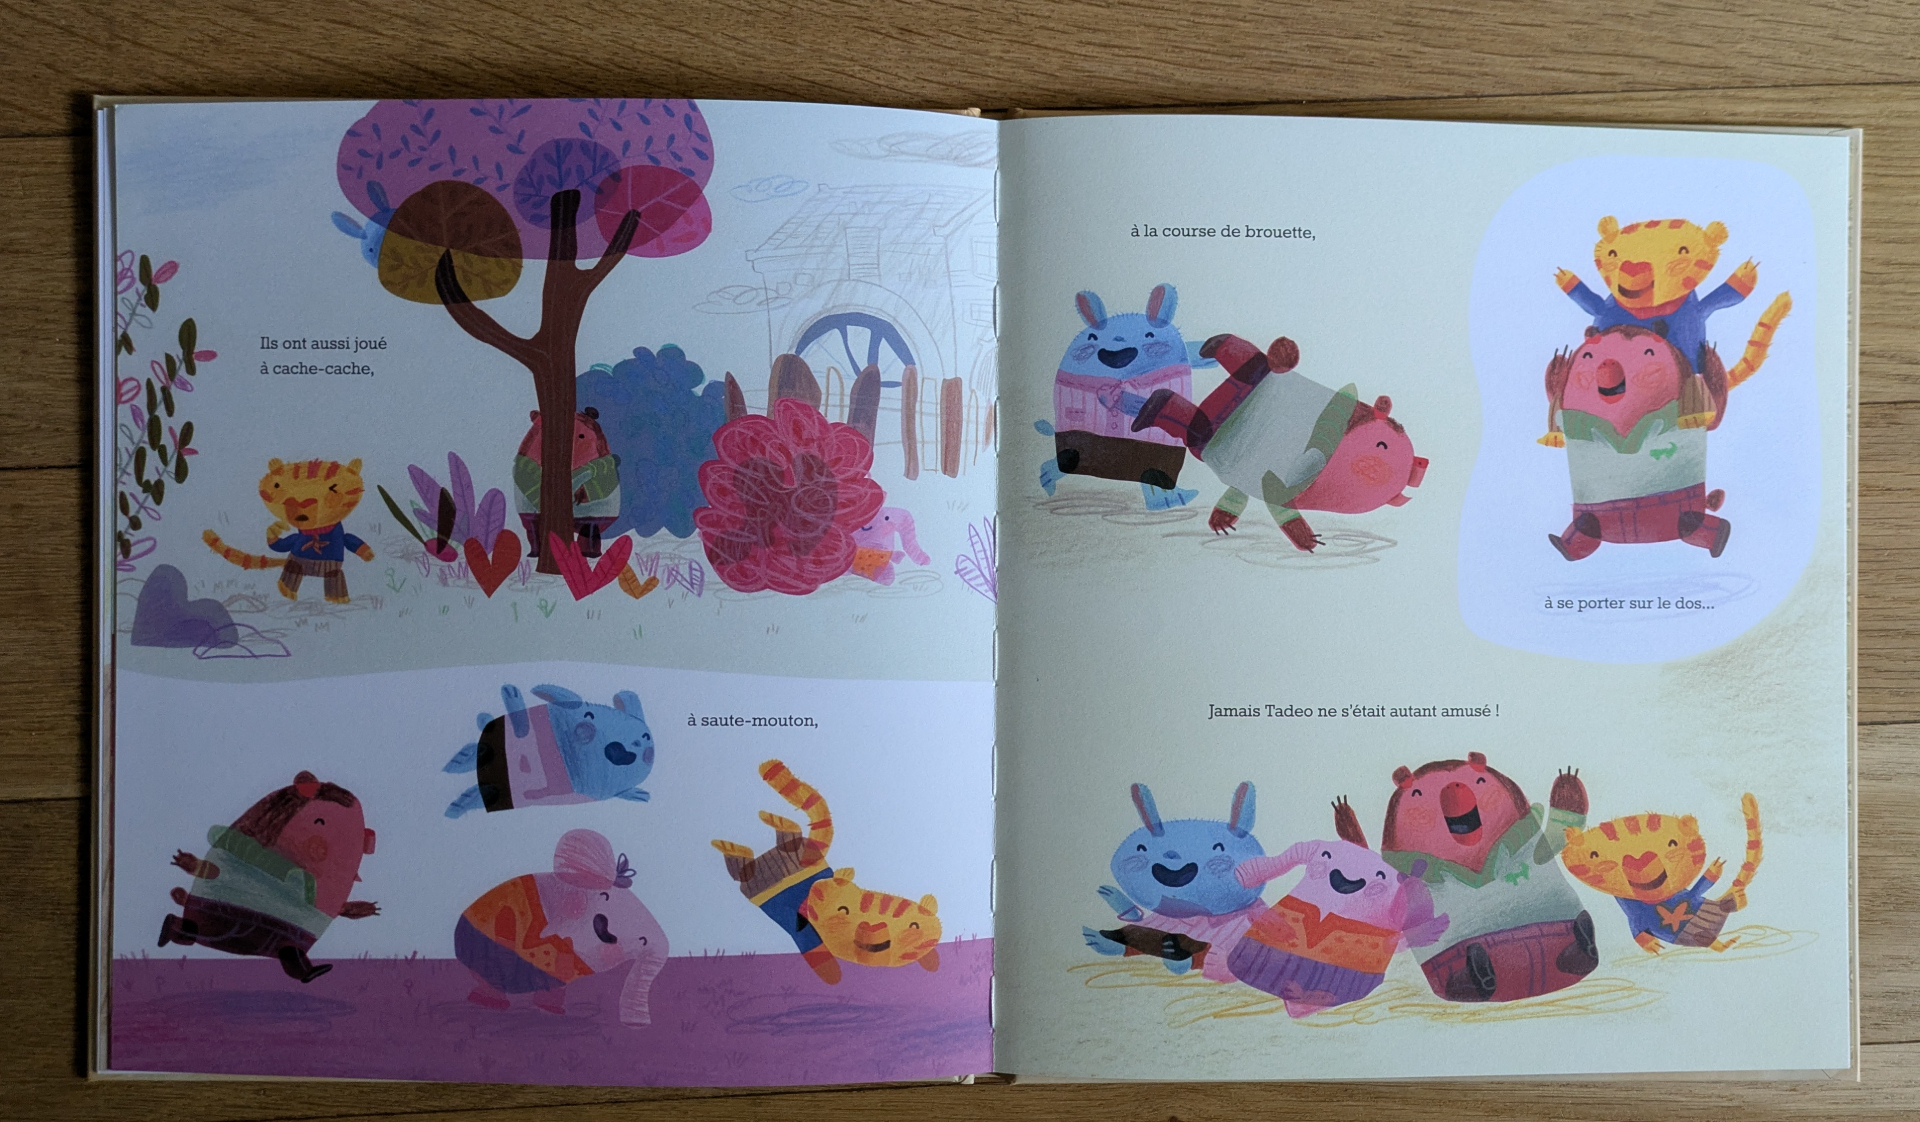 Ils ont aussi joué
à cache-cache,
à saute-mouton,
à la course de brouette,
à se porter sur le dos...
Jamais Tadeo ne s'était autant amusé !